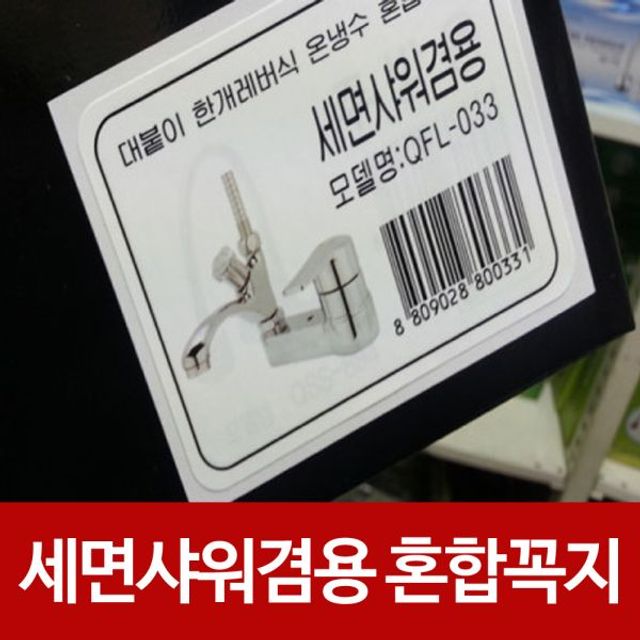 대붙이 한개레버식 온냉수 혼합
세면샤워겸용
모델명:QFL-033
8 809028 800331
세면샤워겸용 혼합꼭지